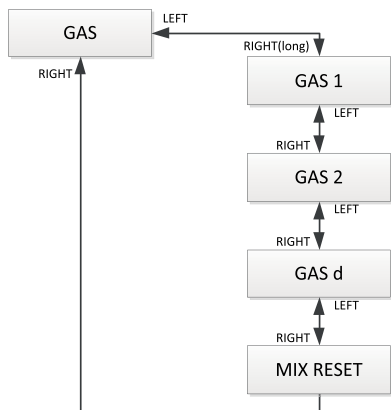 LEFT
GAS
RIGHT(long)
RIGHT
GAS 1
LEFT
RIGHT
GAS 2
LEFT
RIGHT
GAS d
LEFT
RIGHT
MIX RESET